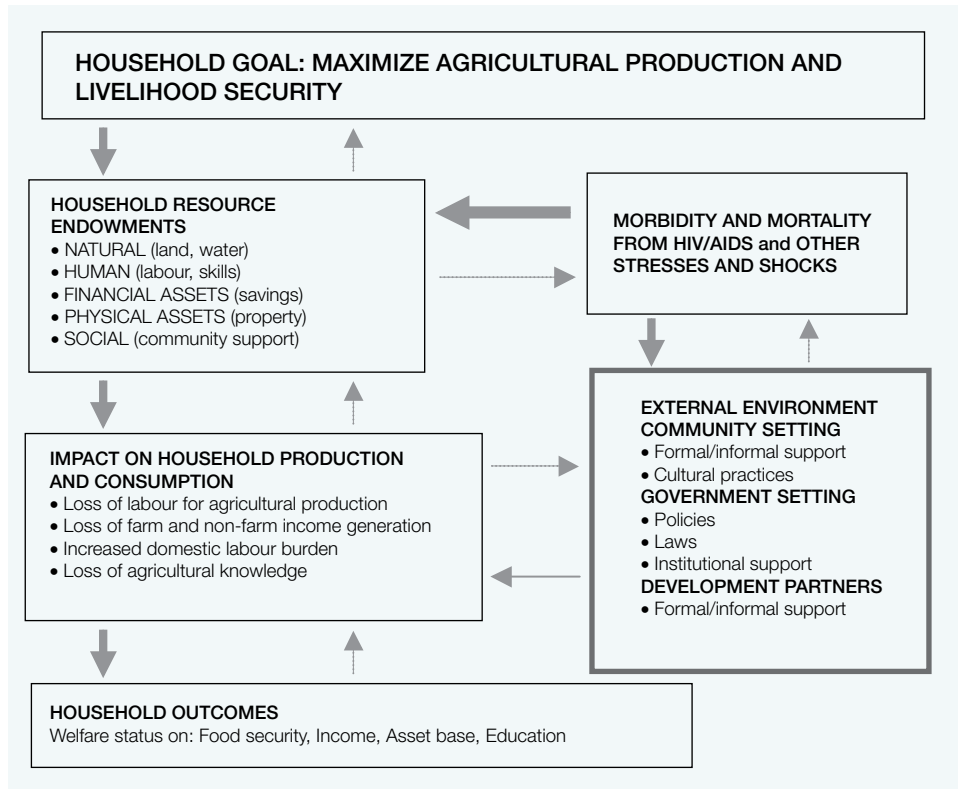 HOUSEHOLD GOAL: MAXIMIZE AGRICULTURAL PRODUCTION AND
LIVELIHOOD SECURITY
HOUSEHOLD RESOURCE
ENDOWMENTS
• NATURAL (land, water)
• HUMAN (labour, skills)
• FINANCIAL ASSETS (savings)
• PHYSICAL ASSETS (property)
• SOCIAL (community support)
MORBIDITY AND MORTALITY
FROM HIV/AIDS and OTHER
STRESSES AND SHOCKS
IMPACT ON HOUSEHOLD PRODUCTION
AND CONSUMPTION
• Loss of labour for agricultural production
• Loss of farm and non-farm income generation
• Increased domestic labour burden
• Loss of agricultural knowledge
EXTERNAL ENVIRONMENT
COMMUNITY SETTING
• Formal/informal support
• Cultural practices
GOVERNMENT SETTING
• Policies
• Laws
• Institutional support
DEVELOPMENT PARTNERS
• Formal/informal support
HOUSEHOLD OUTCOMES
Welfare status on: Food security, Income, Asset base, Education